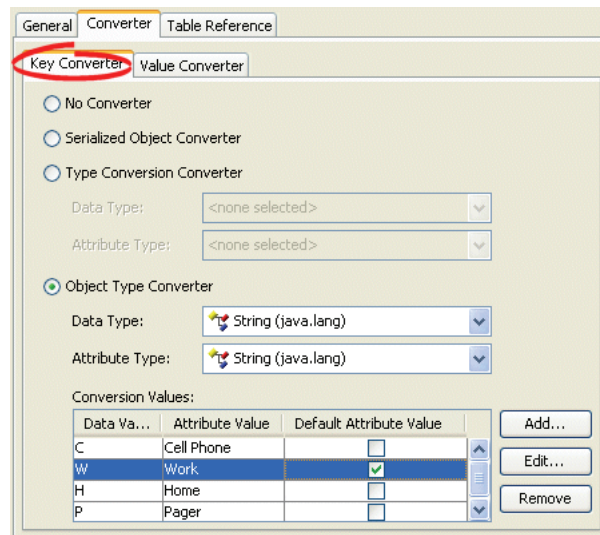 General Converter Table Reference
Key Converter Value Converter
No Converter
Serialized Object Converter
Type Conversion Converter
Data Type: <none selected>
Attribute Type: <none selected>
Object Type Converter
Data Type: String (java.lang)
Attribute Type: String (java.lang)
Conversion Values:
Data Va... Attribute Value Default Attribute Value Add...
C Cell Phone
W Work Edit...
H Home
P Pager Remove